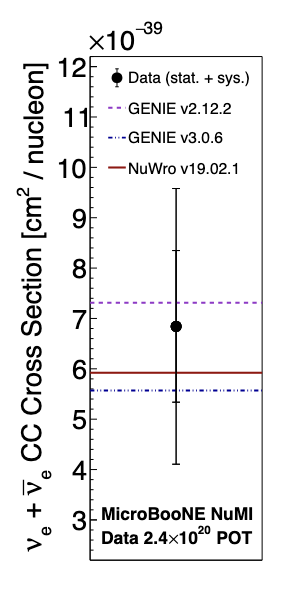 ×10⁻³⁹
ν_e + ν̄_e CC Cross Section [cm² / nucleon]
12
11
10
9
8
7
6
5
4
3
Data (stat. + sys.)
GENIE v2.12.2
GENIE v3.0.6
NuWro v19.02.1
MicroBooNE NuMI
Data 2.4×10²⁰ POT